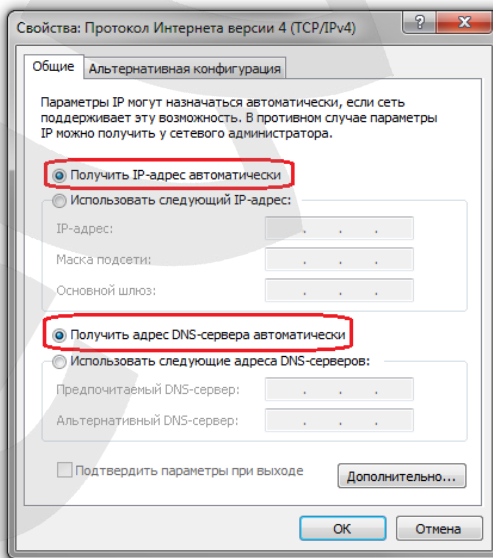 Свойства: Протокол Интернета версии 4 (TCP/IPv4)
Общие
Альтернативная конфигурация
Параметры IP могут назначаться автоматически, если сеть
поддерживает эту возможность. В противном случае параметры
IP можно получить у сетевого администратора.
Получить IP-адрес автоматически
Использовать следующий IP-адрес:
IP-адрес:
Маска подсети:
Основной шлюз:
Получить адрес DNS-сервера автоматически
Использовать следующие адреса DNS-серверов:
Предпочитаемый DNS-сервер:
Альтернативный DNS-сервер:
Подтвердить параметры при выходе
Дополнительно...
ОК
Отмена